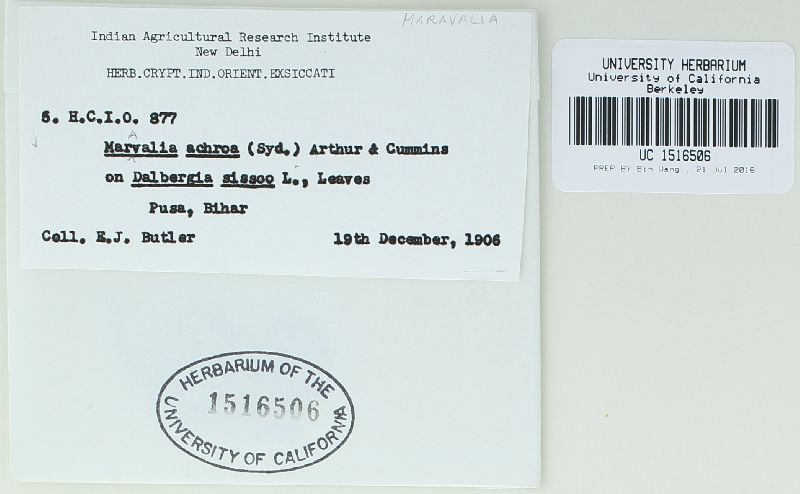 MARAVALIA
Indian Agricultural Research Institute
New Delhi
HERB.CRYPT.IND.ORIENT.EXSICCATI
5. H.C.I.O. 877
A
Marvalia achroa (Syd.) Arthur & Cummins
on Dalbergia sissoo L., Leaves
Pusa, Bihar
Coll. E.J. Butler 19th December, 1906
HERBARIUM OF THE
1516506
UNIVERSITY OF CALIFORNIA
UNIVERSITY HERBARIUM
University of California
Berkeley
UC 1516506
PREP BY Bin Wang , 21 Jul 2016